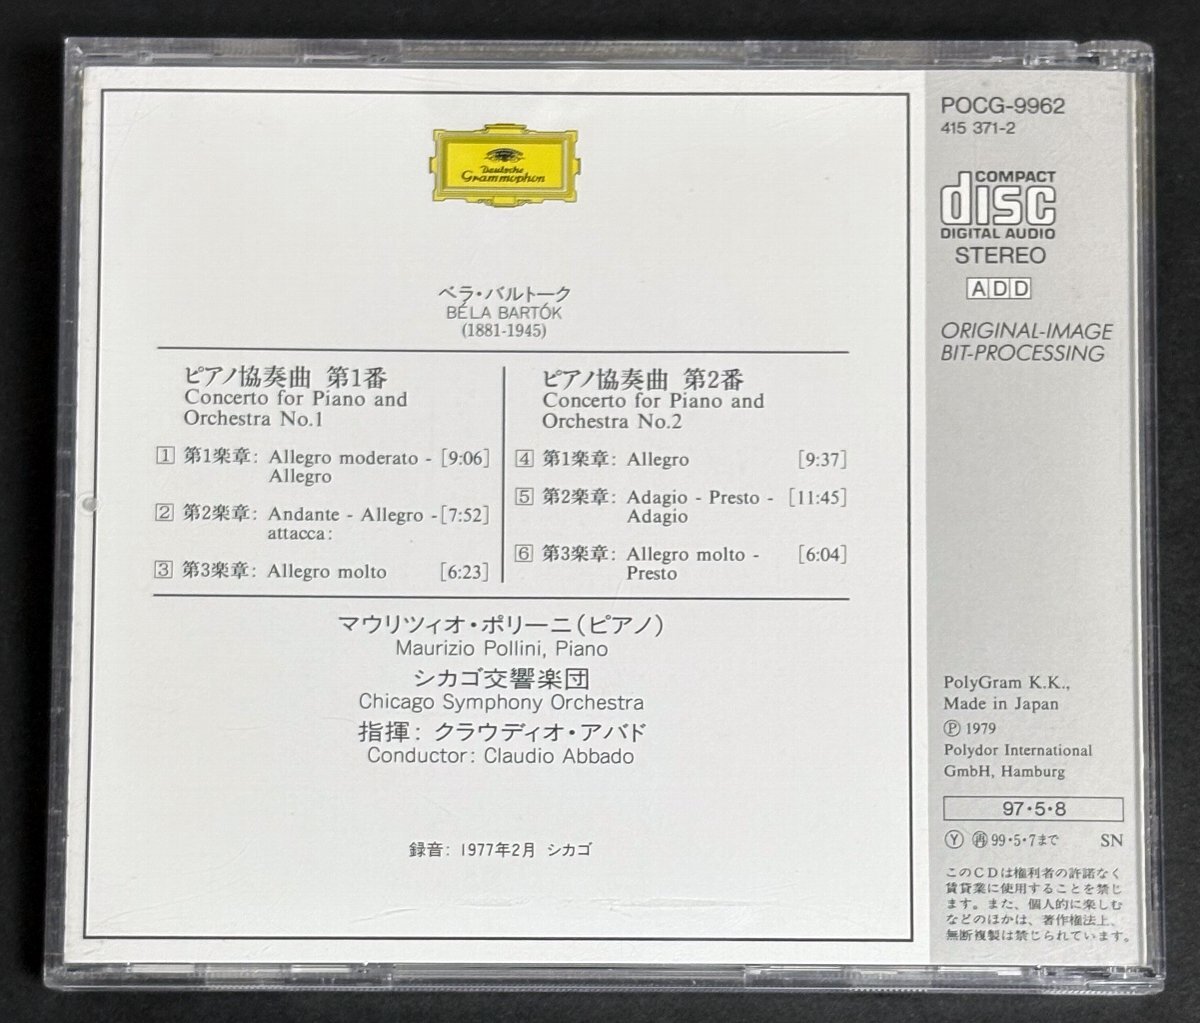 Deutsche
Grammophon
ベラ・バルトーク
BÉLA BARTÓK
(1881-1945)
ピアノ協奏曲 第1番
Concerto for Piano and
Orchestra No.1
1 第1楽章: Allegro moderato - [9:06]
Allegro
2 第2楽章: Andante - Allegro - [7:52]
attacca:
3 第3楽章: Allegro molto [6:23]
ピアノ協奏曲 第2番
Concerto for Piano and
Orchestra No.2
4 第1楽章: Allegro [9:37]
5 第2楽章: Adagio - Presto - [11:45]
Adagio
6 第3楽章: Allegro molto - [6:04]
Presto
マウリツィオ・ポリーニ(ピアノ)
Maurizio Pollini, Piano
シカゴ交響楽団
Chicago Symphony Orchestra
指揮: クラウディオ・アバド
Conductor: Claudio Abbado
録音: 1977年2月 シカゴ
POCG-9962
415 371-2
COMPACT
disc
DIGITAL AUDIO
STEREO
ADD
ORIGINAL-IMAGE
BIT-PROCESSING
PolyGram K.K.,
Made in Japan
Ⓟ 1979
Polydor International
GmbH, Hamburg
97・5・8
Ⓨ ㊢99・5・7まで SN
このCDは権利者の許諾なく
賃貸業に使用することを禁じ
ます。また、個人的に楽しむ
などのほかは、著作権法上、
無断複製は禁じられています。